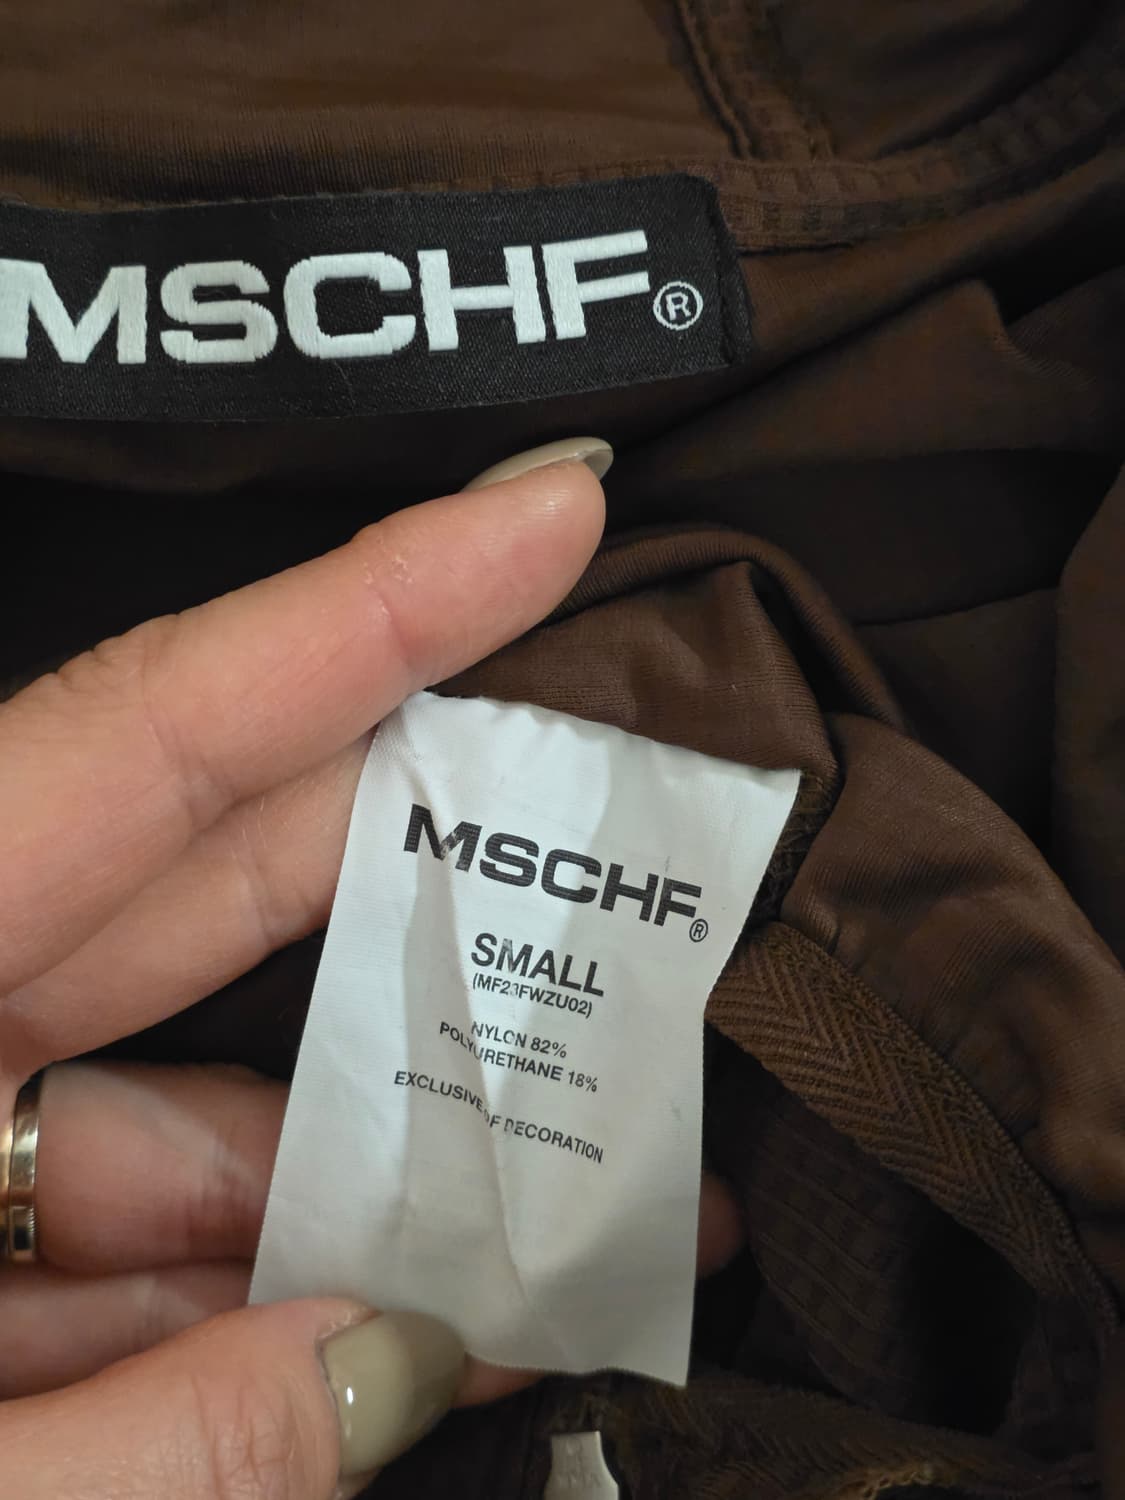 MSCHF®
MSCHF®
SMALL
(MF23FWZU02)
NYLON 82%
POLYURETHANE 18%
EXCLUSIVE OF DECORATION